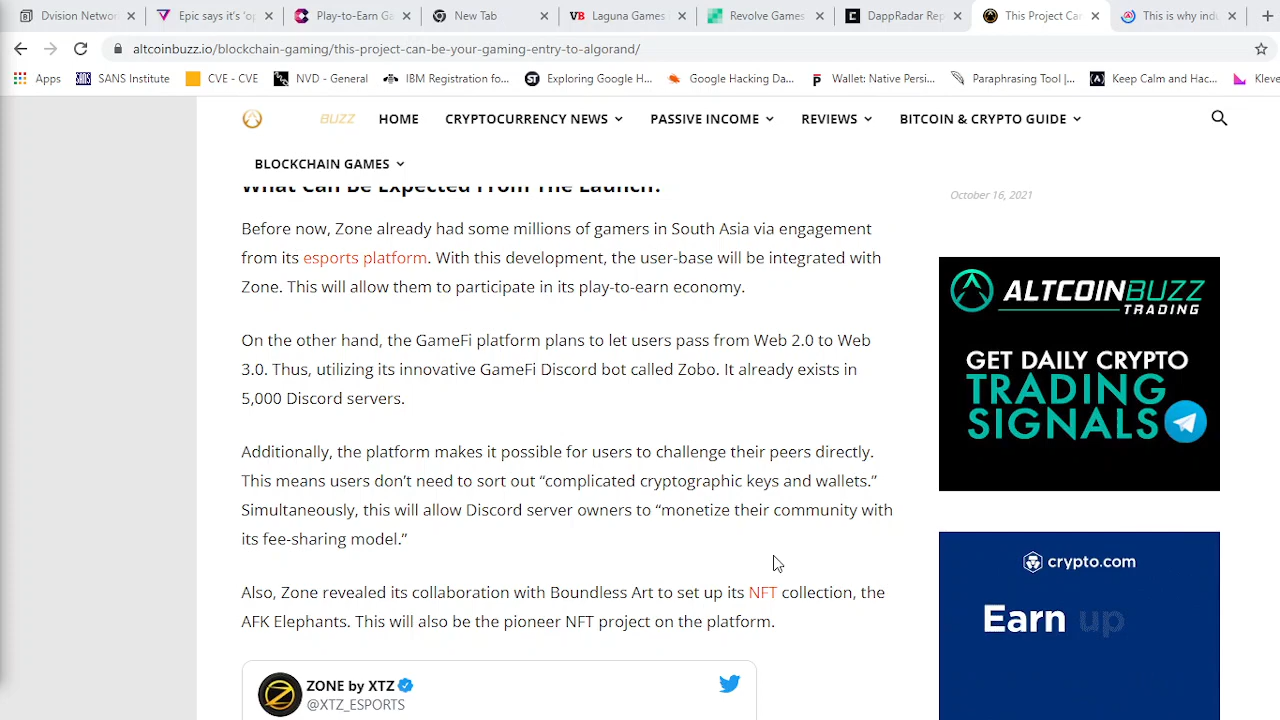 Dvision Networ
Epic says it's 'op
Play-to-Earn Ga
New Tab
Laguna Games
Revolve Games
DappRadar Rep
This Project Can
This is why indu
altcoinbuzz.io/blockchain-gaming/this-project-can-be-your-gaming-entry-to-algorand/
Apps
SANS Institute
CVE - CVE
NVD - General
IBM Registration fo...
Exploring Google H...
Google Hacking Da...
Wallet: Native Persi...
Paraphrasing Tool |...
Keep Calm and Hac...
Kleve
BUZZ
HOME
CRYPTOCURRENCY NEWS
PASSIVE INCOME
REVIEWS
BITCOIN & CRYPTO GUIDE
BLOCKCHAIN GAMES
What Can Be Expected From The Launch?
October 16, 2021
Before now, Zone already had some millions of gamers in South Asia via engagement
from its esports platform. With this development, the user-base will be integrated with
Zone. This will allow them to participate in its play-to-earn economy.
On the other hand, the GameFi platform plans to let users pass from Web 2.0 to Web
3.0. Thus, utilizing its innovative GameFi Discord bot called Zobo. It already exists in
5,000 Discord servers.
Additionally, the platform makes it possible for users to challenge their peers directly.
This means users don't need to sort out “complicated cryptographic keys and wallets.”
Simultaneously, this will allow Discord server owners to “monetize their community with
its fee-sharing model.”
Also, Zone revealed its collaboration with Boundless Art to set up its NFT collection, the
AFK Elephants. This will also be the pioneer NFT project on the platform.
ZONE by XTZ
@XTZ_ESPORTS
ALTCOINBUZZ
TRADING
GET DAILY CRYPTO
TRADING
SIGNALS
crypto.com
Earn up